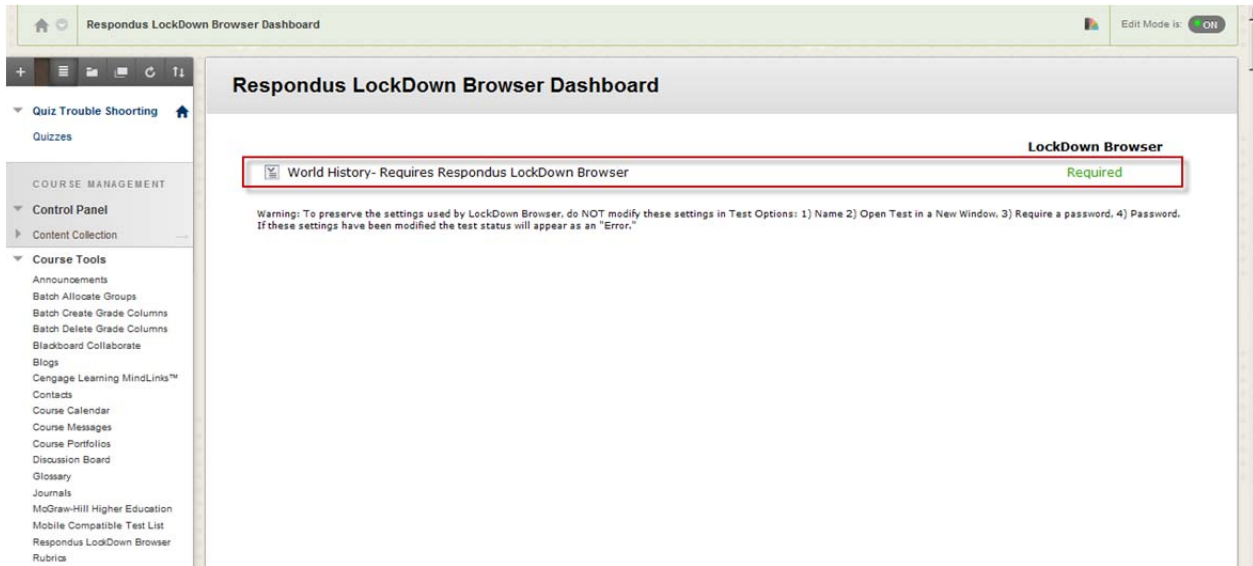 Respondus LockDown Browser Dashboard
Edit Mode is:
ON
Respondus LockDown Browser Dashboard
Quiz Trouble Shoorting
Quizzes
COURSE MANAGEMENT
Control Panel
Content Collection
Course Tools
Announcements
Batch Allocate Groups
Batch Create Grade Columns
Batch Delete Grade Columns
Blackboard Collaborate
Blogs
Cengage Learning MindLinks™
Contacts
Course Calendar
Course Messages
Course Portfolios
Discussion Board
Glossary
Journals
McGraw-Hill Higher Education
Mobile Compatible Test List
Respondus LockDown Browser
Rubrics
LockDown Browser
World History- Requires Respondus LockDown Browser
Required
Warning: To preserve the settings used by LockDown Browser, do NOT modify these settings in Test Options: 1) Name 2) Open Test in a New Window, 3) Require a password, 4) Password.
If these settings have been modified the test status will appear as an "Error."